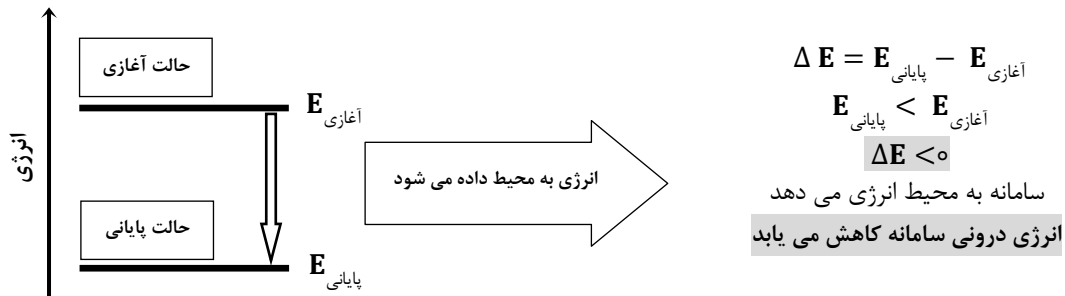 انرژی
حالت آغازی
E آغازی
حالت پایانی
E پایانی
انرژی به محیط داده می شود
Δ E = E پایانی − E آغازی
E پایانی < E آغازی
ΔE <۰
سامانه به محیط انرژی می دهد
انرژی درونی سامانه کاهش می یابد